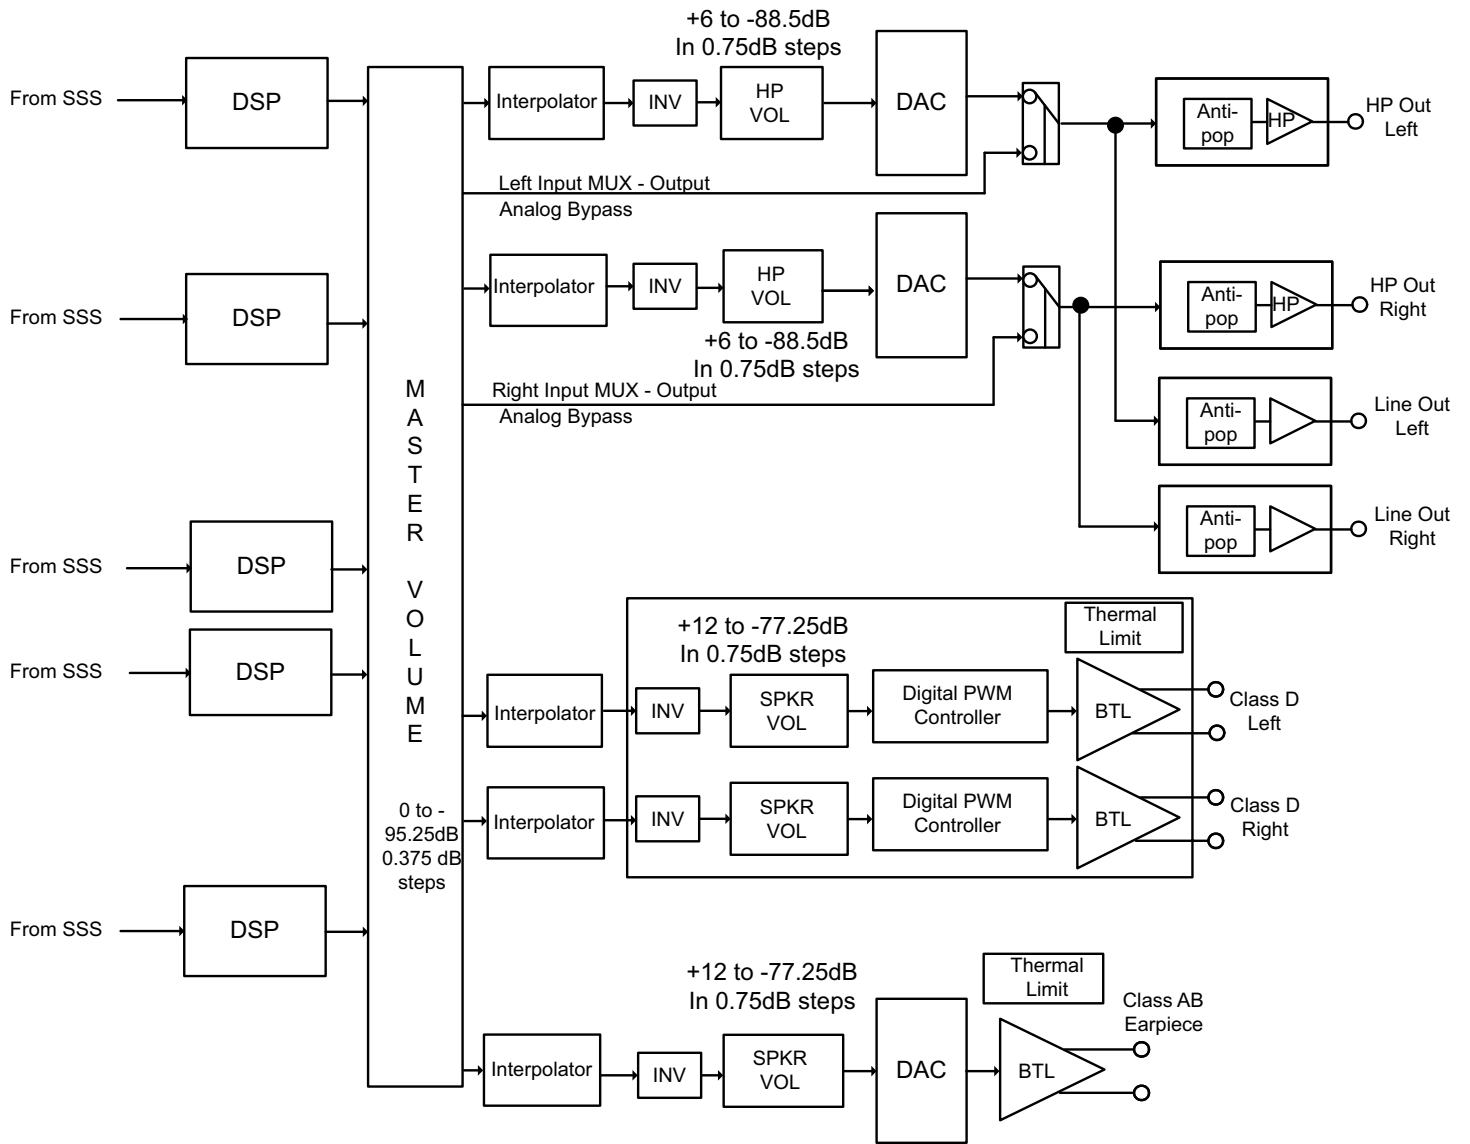 +6 to -88.5dB
In 0.75dB steps
From SSS
DSP
Interpolator
INV
HP
VOL
DAC
Anti-
pop
HP
HP Out
Left
Left Input MUX - Output
Analog Bypass
From SSS
DSP
Interpolator
INV
HP
VOL
DAC
Anti-
pop
HP
HP Out
Right
+6 to -88.5dB
In 0.75dB steps
Right Input MUX - Output
Analog Bypass
Anti-
pop
Line Out
Left
Anti-
pop
Line Out
Right
M
A
S
T
E
R
V
O
L
U
M
E
0 to -
95.25dB
0.375 dB
steps
From SSS
DSP
From SSS
DSP
+12 to -77.25dB
In 0.75dB steps
Thermal
Limit
Interpolator
INV
SPKR
VOL
Digital PWM
Controller
BTL
Class D
Left
Interpolator
INV
SPKR
VOL
Digital PWM
Controller
BTL
Class D
Right
From SSS
DSP
+12 to -77.25dB
In 0.75dB steps
Thermal
Limit
Class AB
Earpiece
Interpolator
INV
SPKR
VOL
DAC
BTL